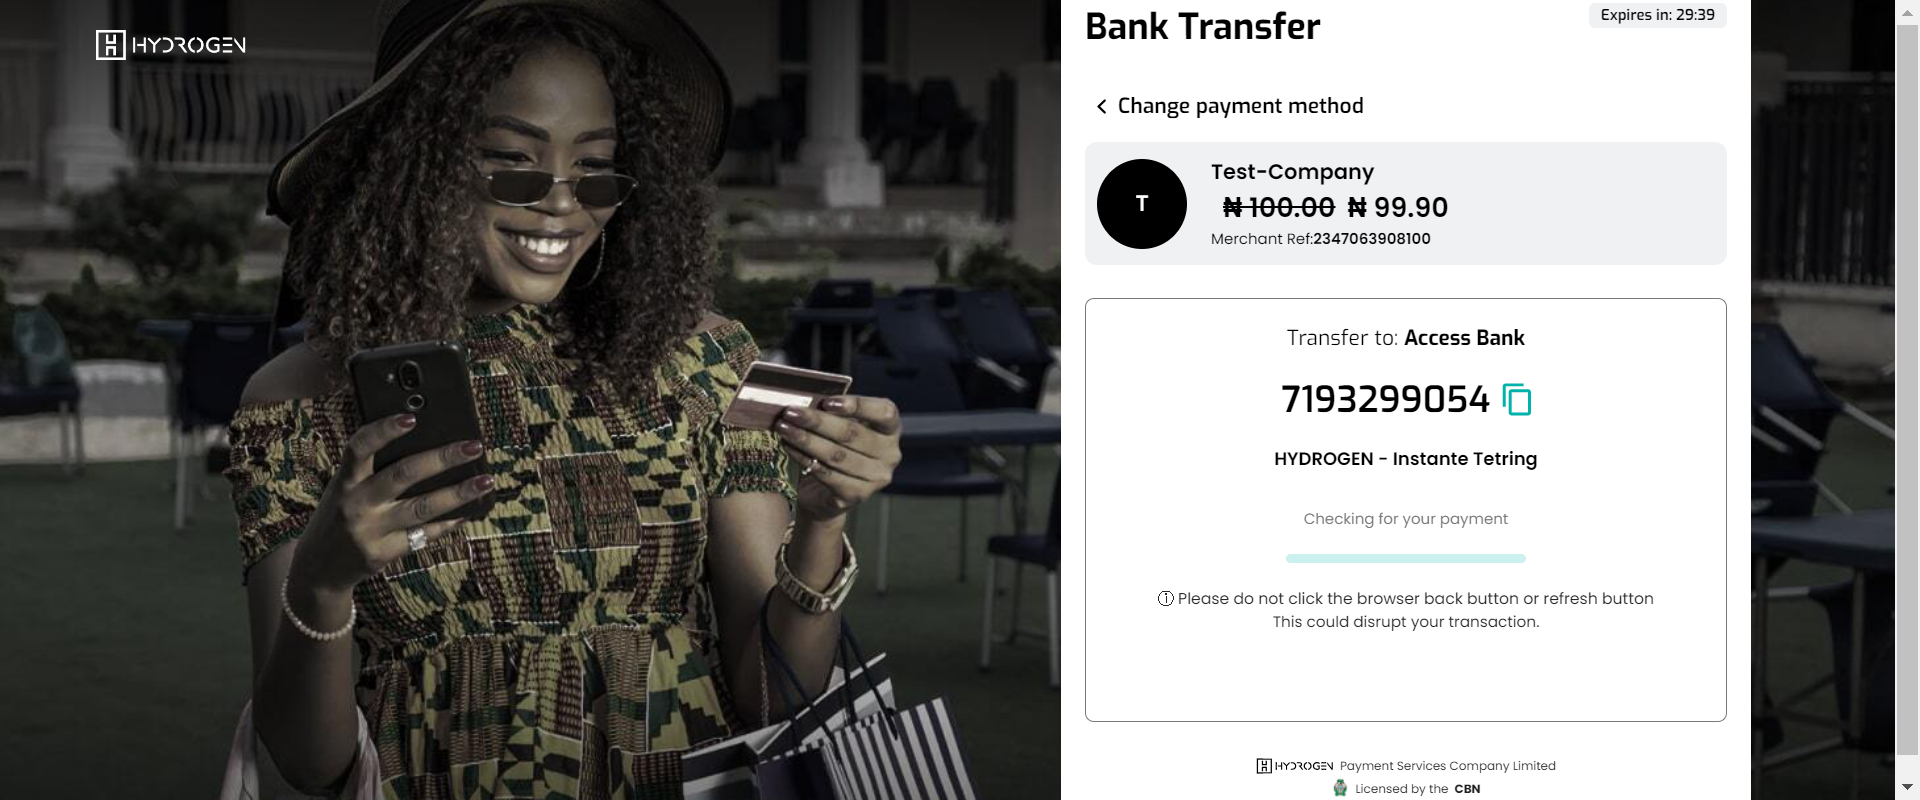 HYDROGEN
Bank Transfer
Expires in: 29:39
Change payment method
T
Test-Company
₦ 100.00 ₦ 99.90
Merchant Ref:2347063908100
Transfer to: Access Bank
7193299054
HYDROGEN - Instante Tetring
Checking for your payment
Please do not click the browser back button or refresh button
This could disrupt your transaction.
HYDROGEN Payment Services Company Limited
Licensed by the CBN